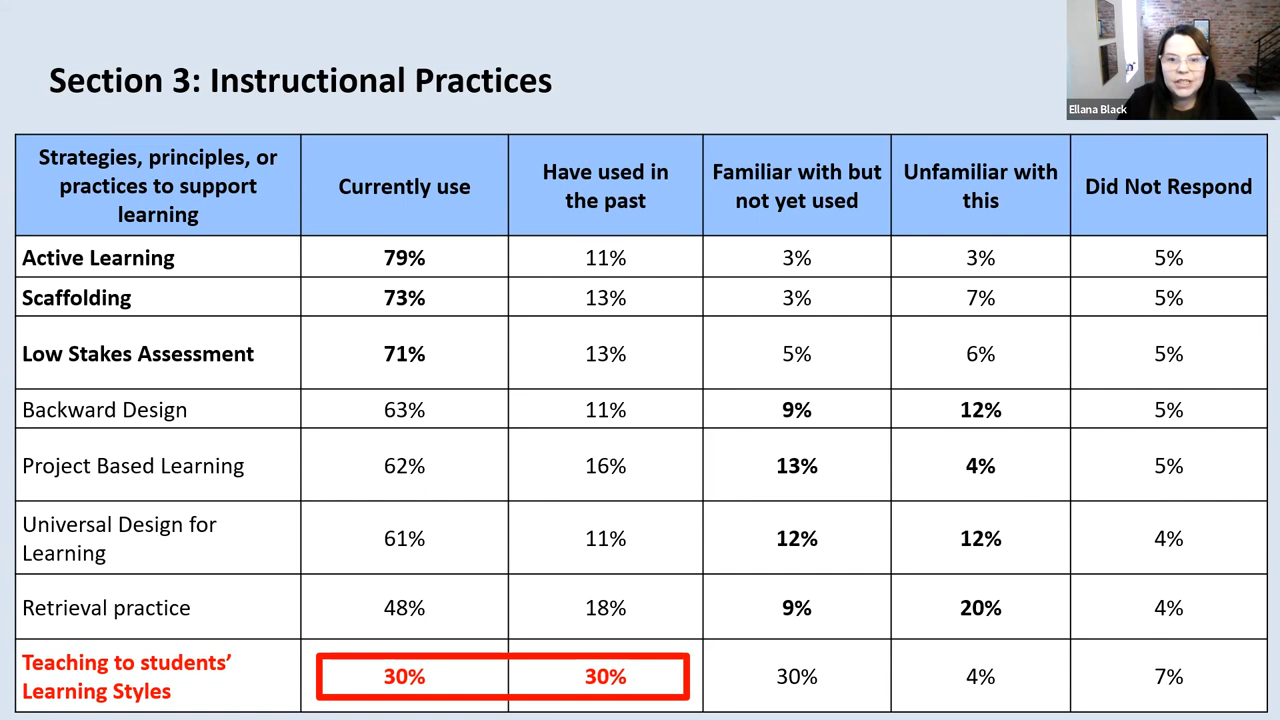 Section 3: Instructional Practices
Ellana Black
Strategies, principles, or
practices to support
learning
Currently use
Have used in
the past
Familiar with but
not yet used
Unfamiliar with
this
Did Not Respond
Active Learning
79%
11%
3%
3%
5%
Scaffolding
73%
13%
3%
7%
5%
Low Stakes Assessment
71%
13%
5%
6%
5%
Backward Design
63%
11%
9%
12%
5%
Project Based Learning
62%
16%
13%
4%
5%
Universal Design for
Learning
61%
11%
12%
12%
4%
Retrieval practice
48%
18%
9%
20%
4%
Teaching to students’
Learning Styles
30%
30%
30%
4%
7%